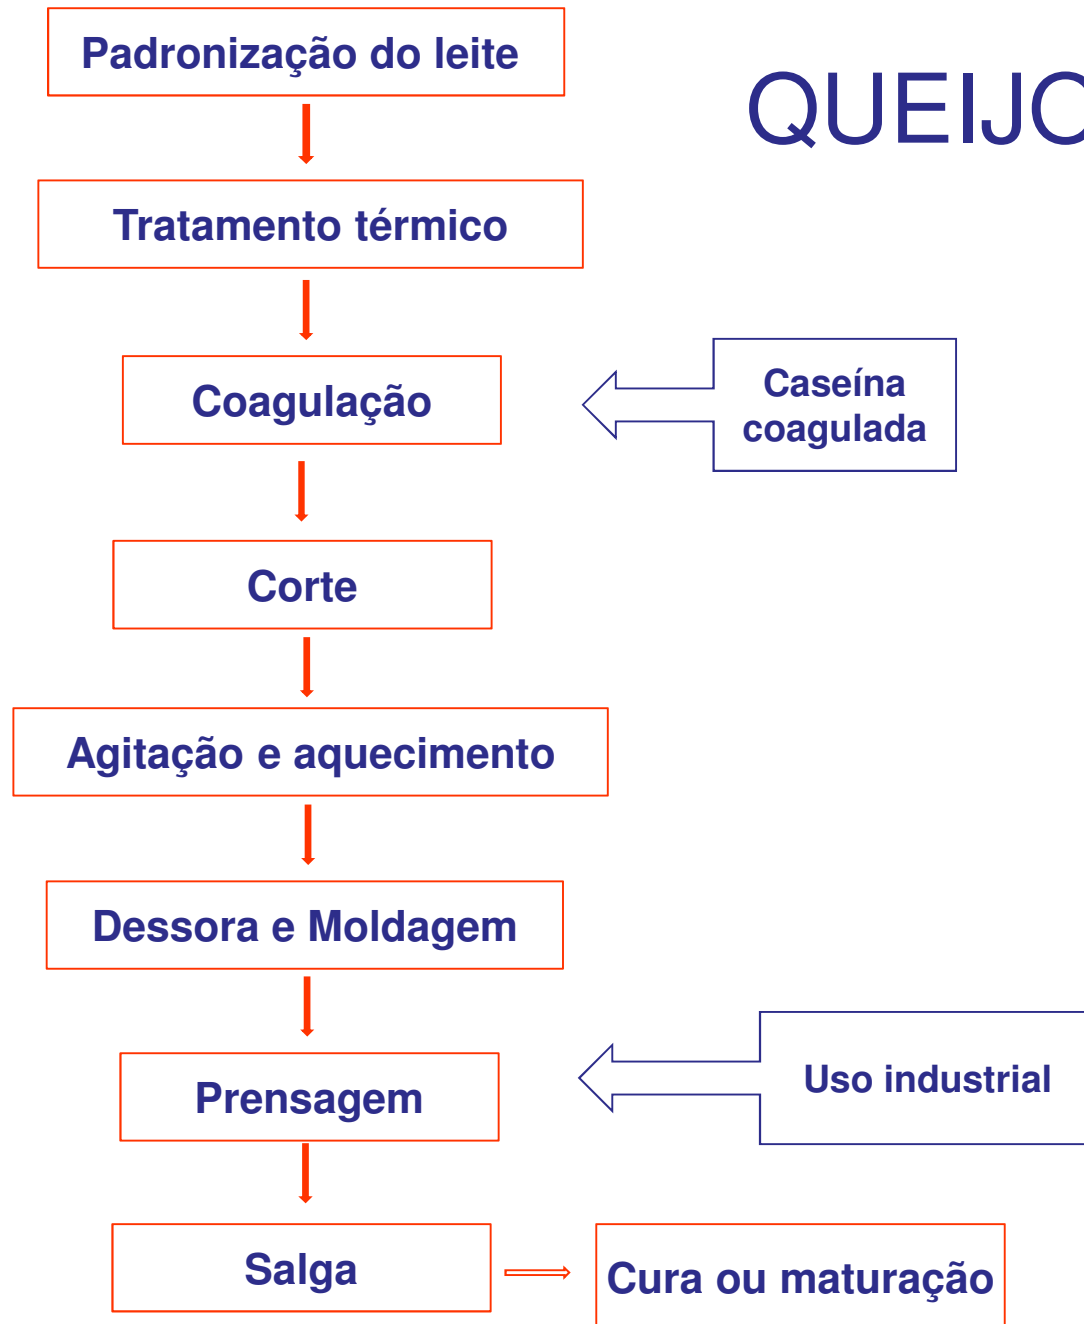 Padronização do leite
QUEIJO
Tratamento térmico
Coagulação
Caseína
coagulada
Corte
Agitação e aquecimento
Dessora e Moldagem
Prensagem
Uso industrial
Salga
Cura ou maturação